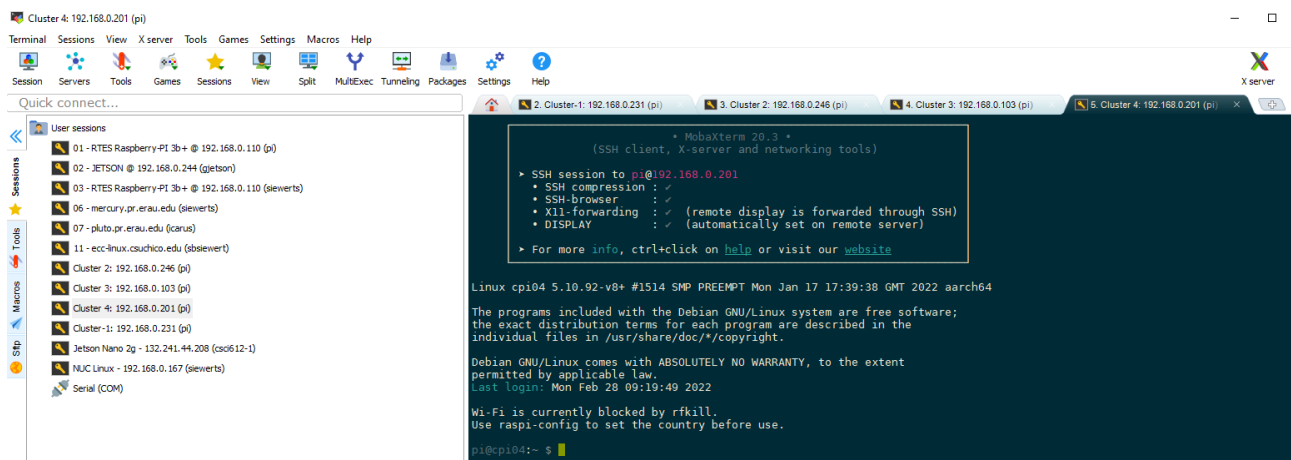 Cluster 4: 192.168.0.201 (pi)
Terminal Sessions View X server Tools Games Settings Macros Help
Session Servers Tools Games Sessions View Split MultiExec Tunneling Packages Settings Help X server
Quick connect...
2. Cluster-1: 192.168.0.231 (pi) 3. Cluster 2: 192.168.0.246 (pi) 4. Cluster 3: 192.168.0.103 (pi) 5. Cluster 4: 192.168.0.201 (pi)
Sessions
Tools
Macros
Sftp
User sessions
01 - RTES Raspberry-PI 3b+ @ 192.168.0.110 (pi)
02 - JETSON @ 192.168.0.244 (gjetson)
03 - RTES Raspberry-PI 3b+ @ 192.168.0.110 (siewerts)
06 - mercury.pr.erau.edu (siewerts)
07 - pluto.pr.erau.edu (icarus)
11 - ecc-linux.csuchico.edu (sbsiewert)
Cluster 2: 192.168.0.246 (pi)
Cluster 3: 192.168.0.103 (pi)
Cluster 4: 192.168.0.201 (pi)
Cluster-1: 192.168.0.231 (pi)
Jetson Nano 2g - 132.241.44.208 (csci612-1)
NUC Linux - 192.168.0.167 (siewerts)
Serial (COM)
• MobaXterm 20.3 •
(SSH client, X-server and networking tools)
➤ SSH session to pi@192.168.0.201
• SSH compression : ✓
• SSH-browser : ✓
• X11-forwarding : ✓ (remote display is forwarded through SSH)
• DISPLAY : ✓ (automatically set on remote server)
➤ For more info, ctrl+click on help or visit our website
Linux cpi04 5.10.92-v8+ #1514 SMP PREEMPT Mon Jan 17 17:39:38 GMT 2022 aarch64
The programs included with the Debian GNU/Linux system are free software;
the exact distribution terms for each program are described in the
individual files in /usr/share/doc/*/copyright.
Debian GNU/Linux comes with ABSOLUTELY NO WARRANTY, to the extent
permitted by applicable law.
Last login: Mon Feb 28 09:19:49 2022
Wi-Fi is currently blocked by rfkill.
Use raspi-config to set the country before use.
pi@cpi04:~ $